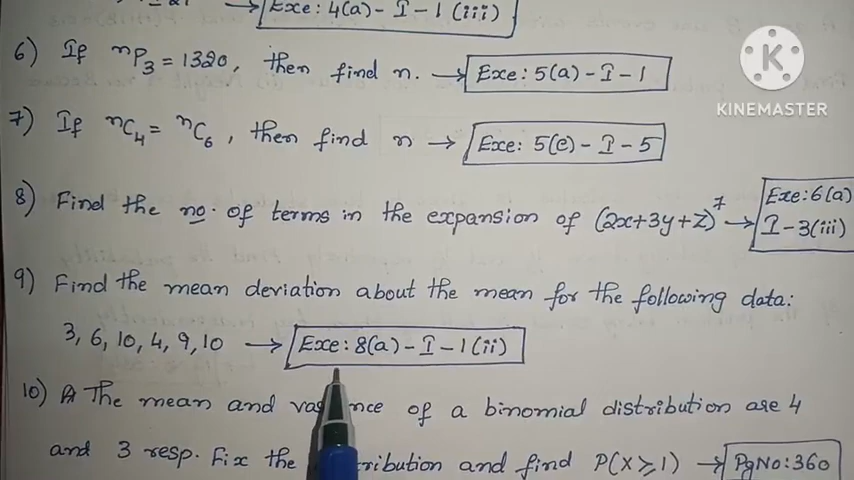 Exe: 4(a) - I - 1 (iii)
6) If ⁿP₃ = 1320, then find n. → Exe: 5(a) - I - 1
KINEMASTER
7) If ⁿC₄ = ⁿC₆, then find n → Exe: 5(e) - I - 5
8) Find the no. of terms in the expansion of (2x+3y+z)⁷ → Exe: 6(a) I - 3(iii)
9) Find the mean deviation about the mean for the following data:
3, 6, 10, 4, 9, 10 → Exe: 8(a) - I - 1(ii)
10) The mean and of a binomial distribution are 4
and 3 resp. Fix the and find P(X ≥ 1) → PgNo: 360